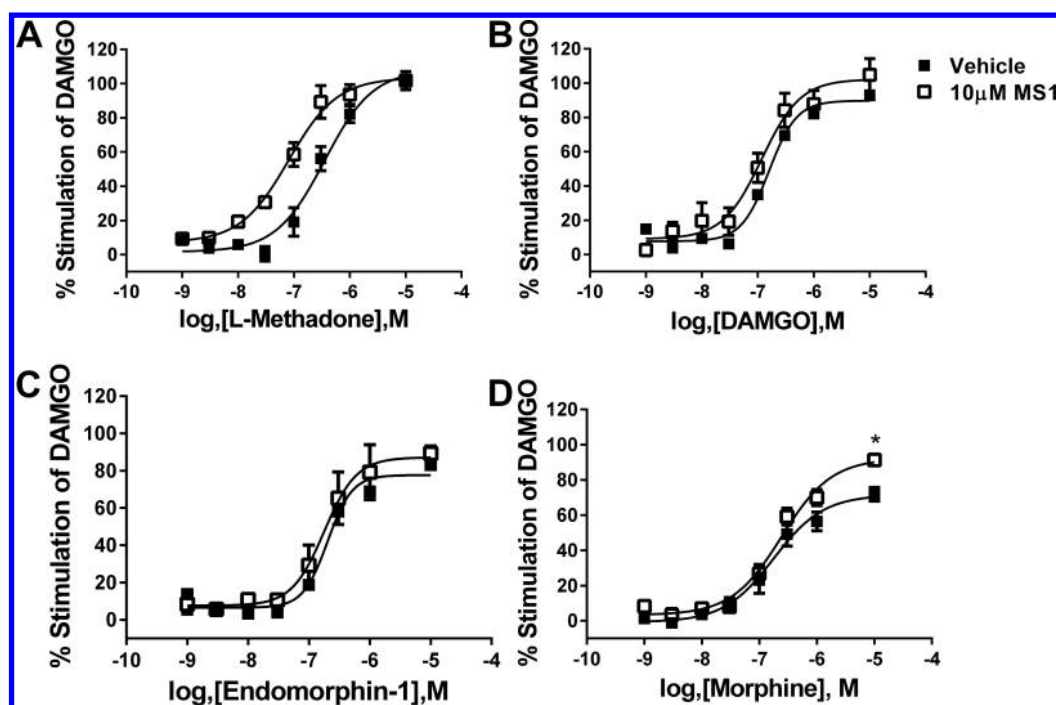 A
% Stimulation of DAMGO
120
100
80
60
40
20
0
-10 -9 -8 -7 -6 -5 -4
log,[L-Methadone],M
B
% Stimulation of DAMGO
120
100
80
60
40
20
0
-10 -9 -8 -7 -6 -5 -4
log,[DAMGO],M
Vehicle
10μM MS1
C
% Stimulation of DAMGO
120
100
80
60
40
20
0
-10 -9 -8 -7 -6 -5 -4
log,[Endomorphin-1],M
D
% Stimulation of DAMGO
120
100
80
60
40
20
0
*
-10 -9 -8 -7 -6 -5 -4
log,[Morphine], M